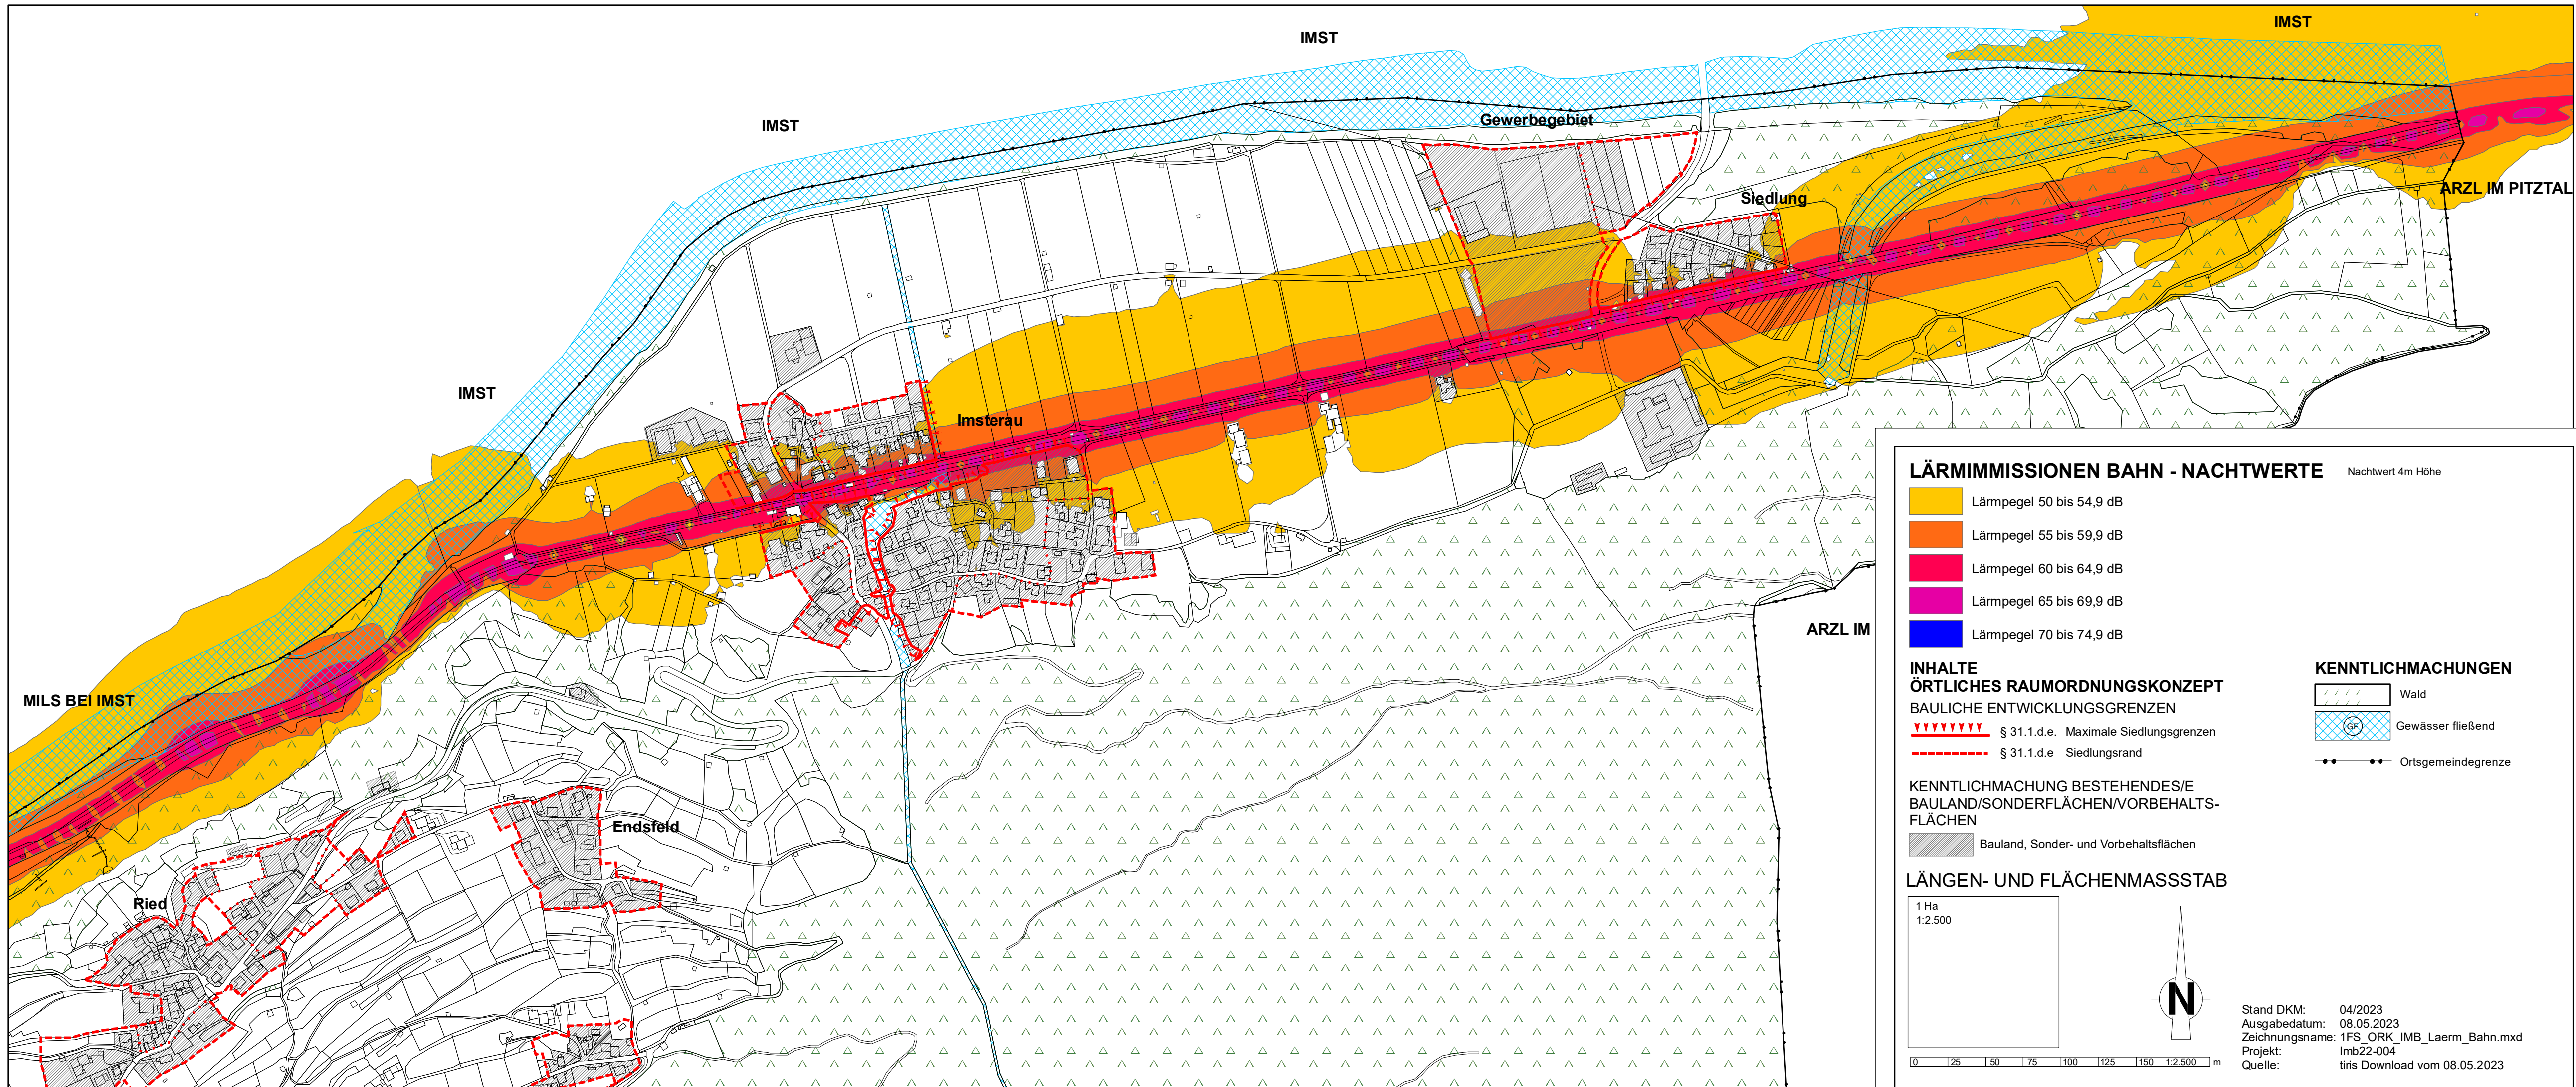 IMST
IMST
IMST
IMST
Gewerbegebiet
Siedlung
ARZL IM PITZTAL
Imsterau
MILS BEI IMST
ARZL IM
Endsfeld
Ried
LÄRMIMMISSIONEN BAHN - NACHTWERTE Nachtwert 4m Höhe
Lärmpegel 50 bis 54,9 dB
Lärmpegel 55 bis 59,9 dB
Lärmpegel 60 bis 64,9 dB
Lärmpegel 65 bis 69,9 dB
Lärmpegel 70 bis 74,9 dB
INHALTE
ÖRTLICHES RAUMORDNUNGSKONZEPT
BAULICHE ENTWICKLUNGSGRENZEN
§ 31.1.d.e. Maximale Siedlungsgrenzen
§ 31.1.d.e Siedlungsrand
KENNTLICHMACHUNG BESTEHENDES/E
BAULAND/SONDERFLÄCHEN/VORBEHALTS-
FLÄCHEN
Bauland, Sonder- und Vorbehaltsflächen
KENNTLICHMACHUNGEN
Wald
GF Gewässer fließend
Ortsgemeindegrenze
LÄNGEN- UND FLÄCHENMASSSTAB
1 Ha
1:2.500
0 25 50 75 100 125 150 1:2.500 m
N
Stand DKM: 04/2023
Ausgabedatum: 08.05.2023
Zeichnungsname: 1FS_ORK_IMB_Laerm_Bahn.mxd
Projekt: Imb22-004
Quelle: tiris Download vom 08.05.2023